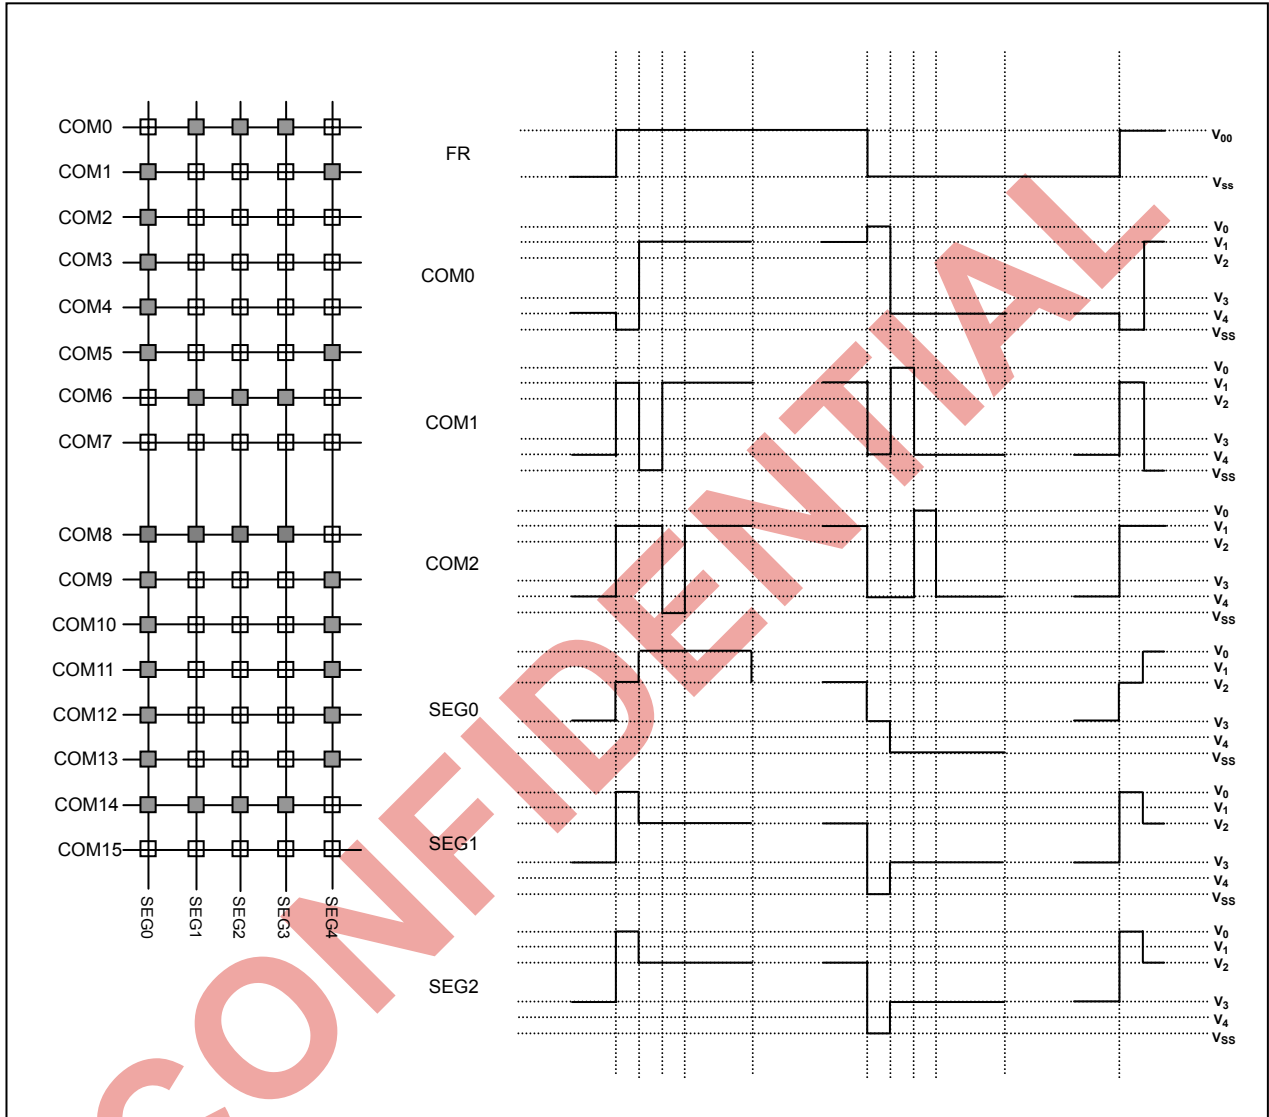 COM0
COM1
COM2
COM3
COM4
COM5
COM6
COM7
COM8
COM9
COM10
COM11
COM12
COM13
COM14
COM15
SEG0 SEG1 SEG2 SEG3 SEG4
FR
V00
VSS
COM0
V0
V1
V2
V3
V4
VSS
COM1
V0
V1
V2
V3
V4
VSS
COM2
V0
V1
V2
V3
V4
VSS
SEG0
V0
V1
V2
V3
V4
VSS
SEG1
V0
V1
V2
V3
V4
VSS
SEG2
V0
V1
V2
V3
V4
VSS
CONFIDENTIAL